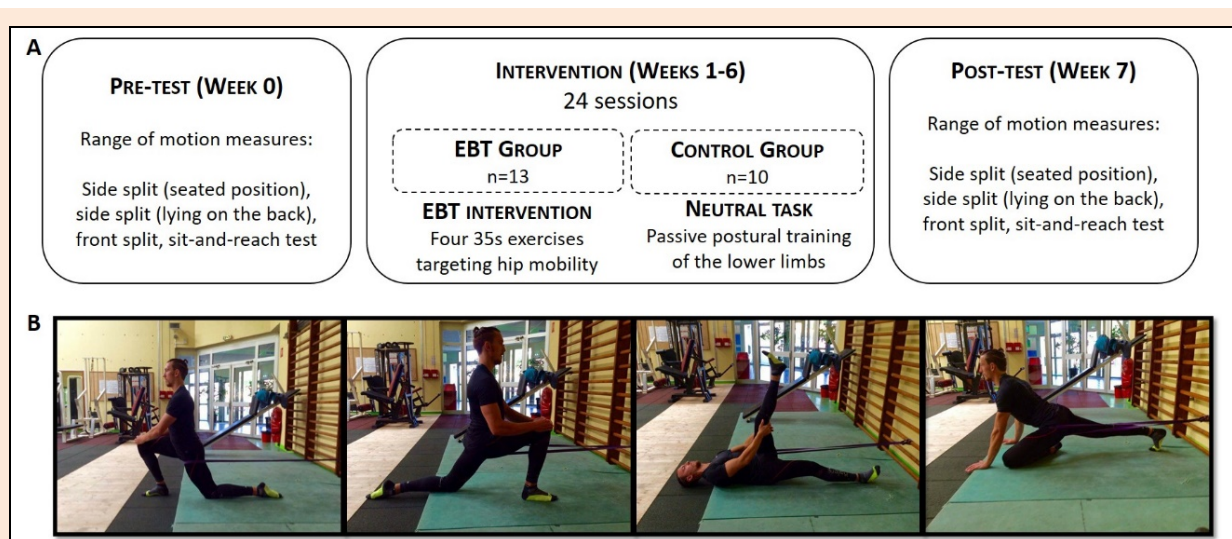 A
PRE-TEST (WEEK 0)
Range of motion measures:
Side split (seated position),
side split (lying on the back),
front split, sit-and-reach test
INTERVENTION (WEEKS 1-6)
24 sessions
EBT GROUP
n=13
EBT INTERVENTION
Four 35s exercises
targeting hip mobility
CONTROL GROUP
n=10
NEUTRAL TASK
Passive postural training
of the lower limbs
POST-TEST (WEEK 7)
Range of motion measures:
Side split (seated position),
side split (lying on the back),
front split, sit-and-reach test
B